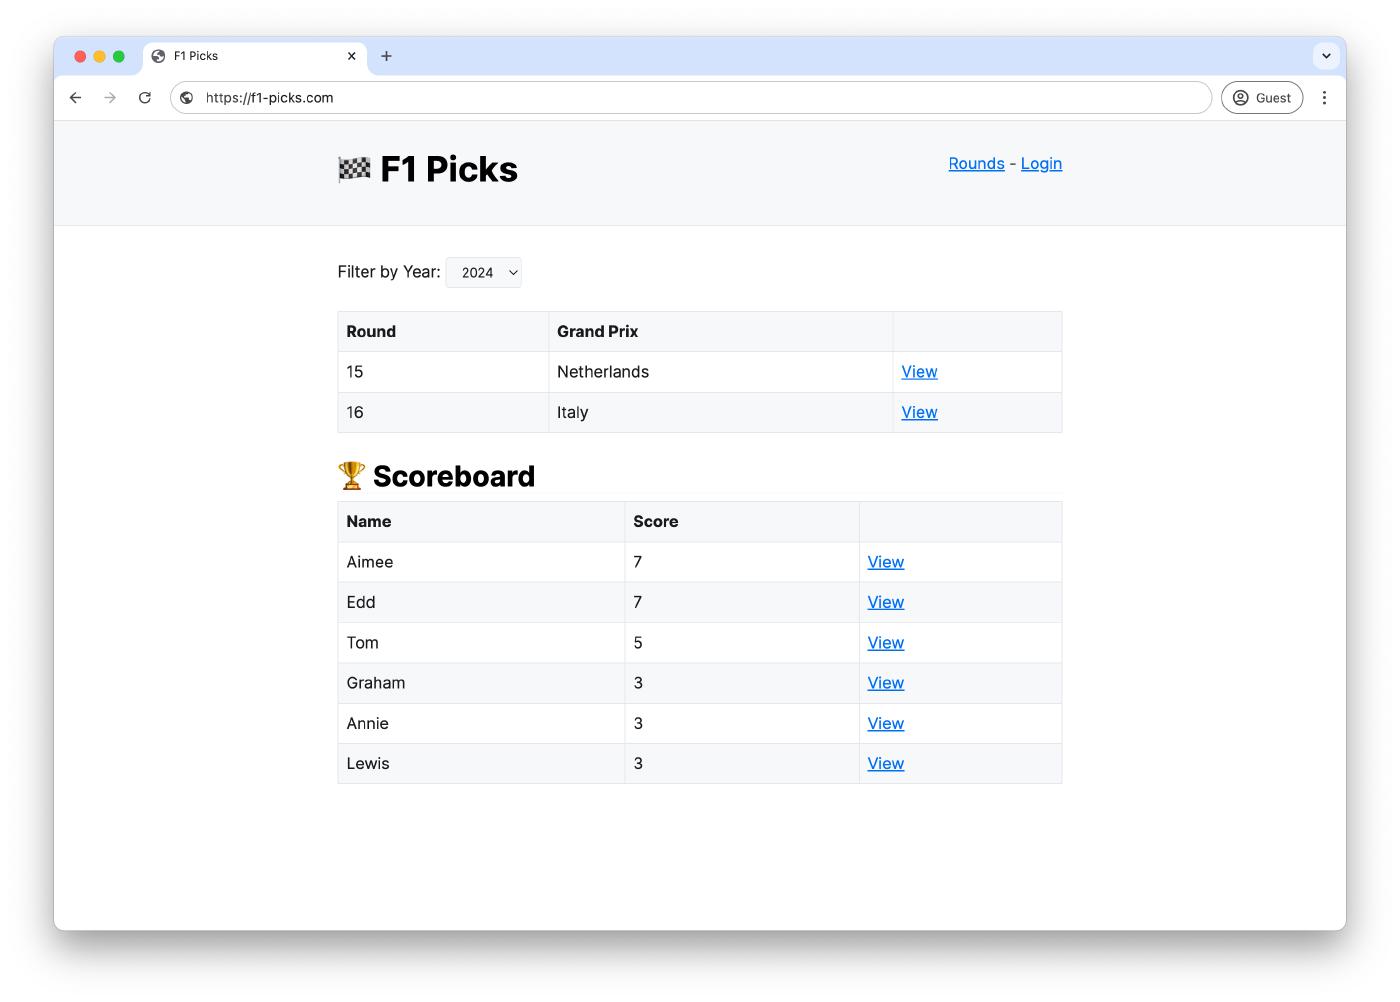 F1 Picks
https://f1-picks.com
Guest
F1 Picks
Rounds - Login
Filter by Year: 2024
Round Grand Prix
15 Netherlands View
16 Italy View
Scoreboard
Name Score
Aimee 7 View
Edd 7 View
Tom 5 View
Graham 3 View
Annie 3 View
Lewis 3 View